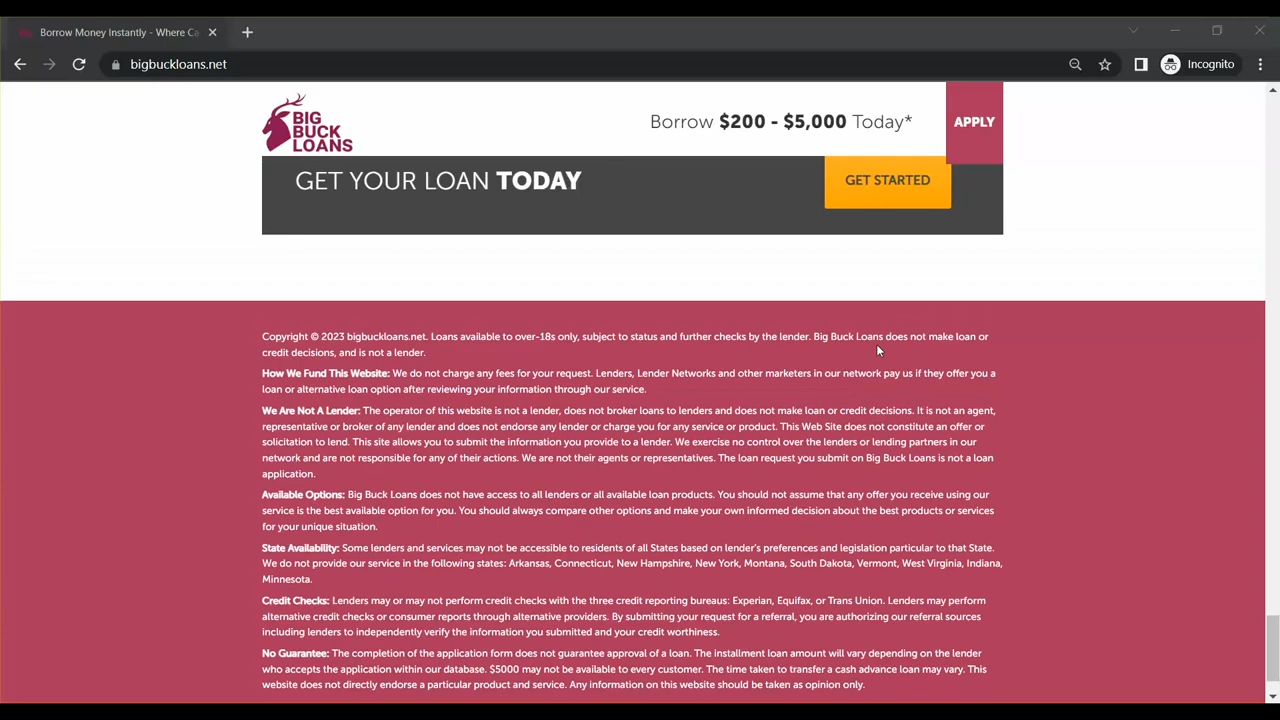 Borrow Money Instantly - Where Ca
bigbuckloans.net
Incognito
BIG
BUCK
LOANS
Borrow $200 - $5,000 Today*
APPLY
GET YOUR LOAN TODAY
GET STARTED
Copyright © 2023 bigbuckloans.net. Loans available to over-18s only, subject to status and further checks by the lender. Big Buck Loans does not make loan or
credit decisions, and is not a lender.
How We Fund This Website: We do not charge any fees for your request. Lenders, Lender Networks and other marketers in our network pay us if they offer you a
loan or alternative loan option after reviewing your information through our service.
We Are Not A Lender: The operator of this website is not a lender, does not broker loans to lenders and does not make loan or credit decisions. It is not an agent,
representative or broker of any lender and does not endorse any lender or charge you for any service or product. This Web Site does not constitute an offer or
solicitation to lend. This site allows you to submit the information you provide to a lender. We exercise no control over the lenders or lending partners in our
network and are not responsible for any of their actions. We are not their agents or representatives. The loan request you submit on Big Buck Loans is not a loan
application.
Available Options: Big Buck Loans does not have access to all lenders or all available loan products. You should not assume that any offer you receive using our
service is the best available option for you. You should always compare other options and make your own informed decision about the best products or services
for your unique situation.
State Availability: Some lenders and services may not be accessible to residents of all States based on lender's preferences and legislation particular to that State.
We do not provide our service in the following states: Arkansas, Connecticut, New Hampshire, New York, Montana, South Dakota, Vermont, West Virginia, Indiana,
Minnesota.
Credit Checks: Lenders may or may not perform credit checks with the three credit reporting bureaus: Experian, Equifax, or Trans Union. Lenders may perform
alternative credit checks or consumer reports through alternative providers. By submitting your request for a referral, you are authorizing our referral sources
including lenders to independently verify the information you submitted and your credit worthiness.
No Guarantee: The completion of the application form does not guarantee approval of a loan. The installment loan amount will vary depending on the lender
who accepts the application within our database. $5000 may not be available to every customer. The time taken to transfer a cash advance loan may vary. This
website does not directly endorse a particular product and service. Any information on this website should be taken as opinion only.